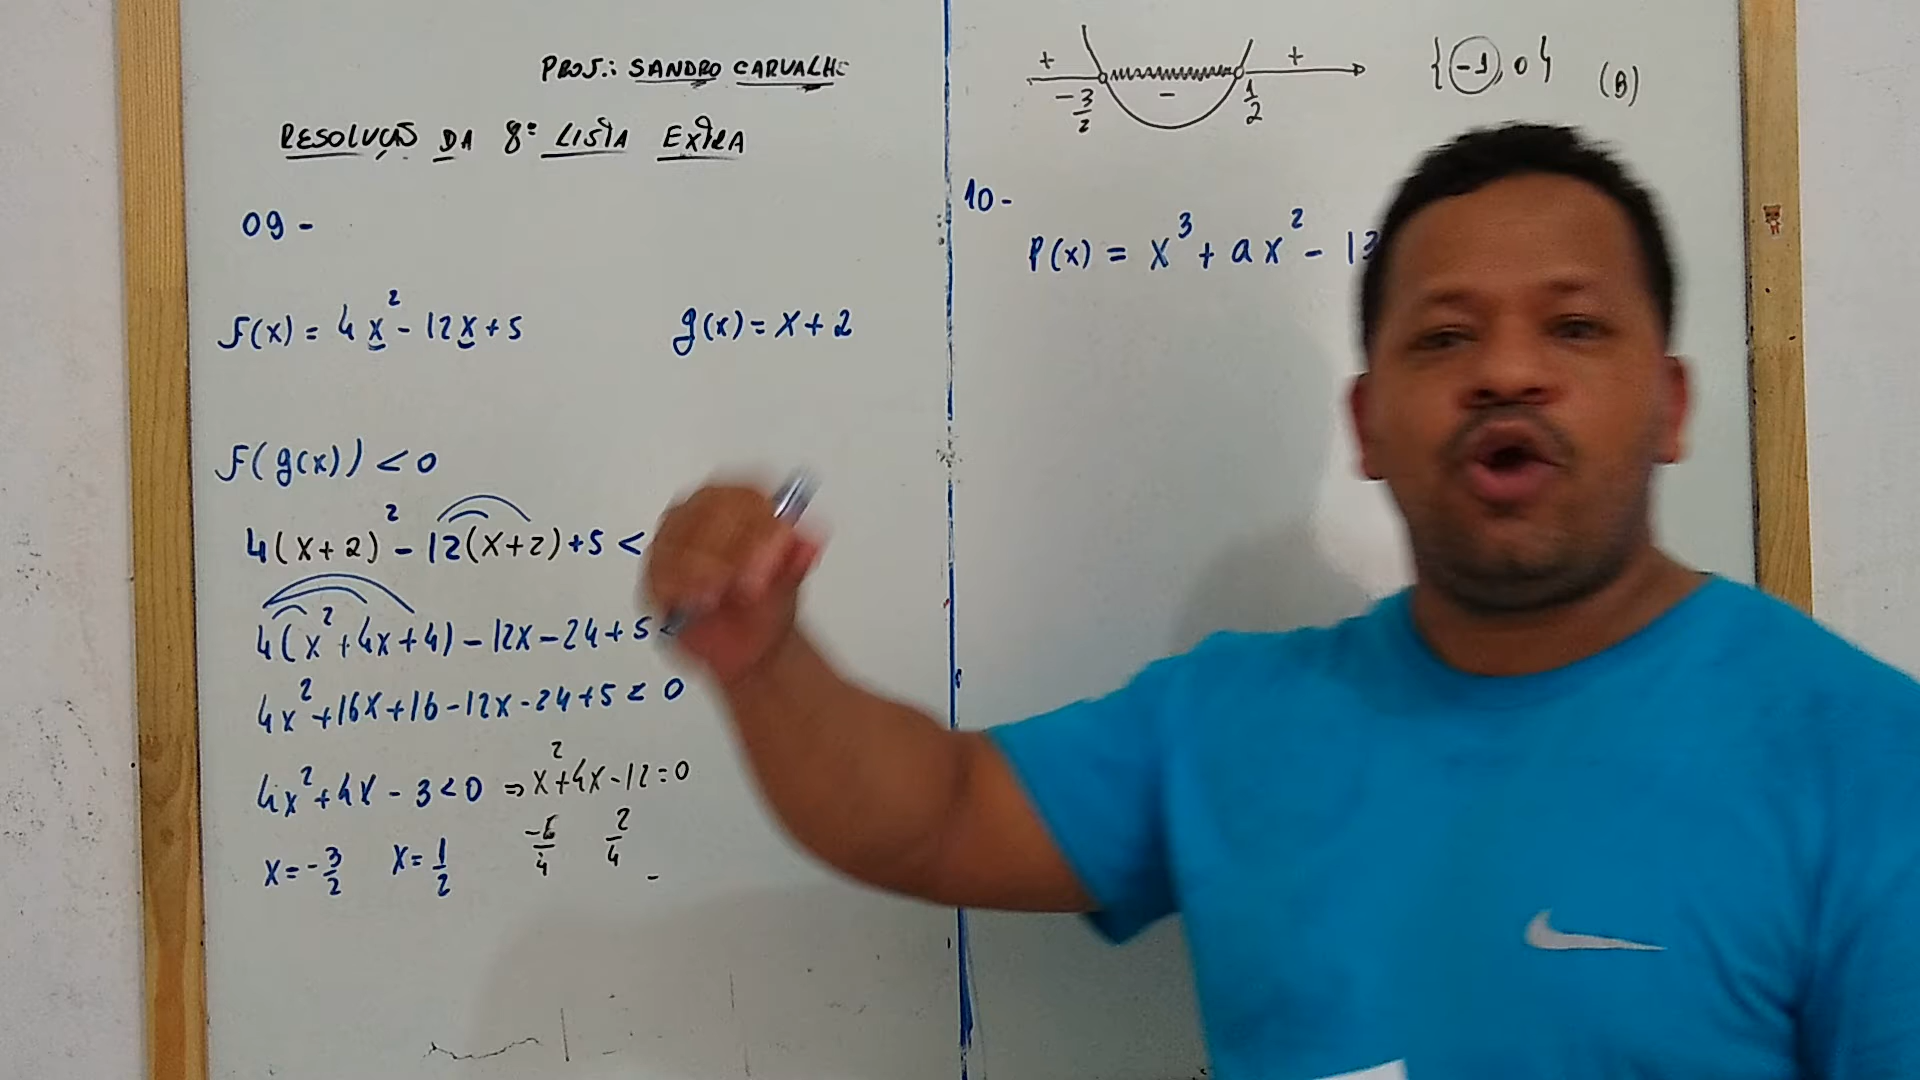 PROF.: SANDRO CARVALHO
RESOLUÇÃO DA 8ª LISTA EXTRA
09 -
f(x) = 4x² - 12x + 5
g(x) = x + 2
f(g(x)) < 0
4(x + 2)² - 12(x + 2) + 5 <
4(x² + 4x + 4) - 12x - 24 + 5 <
4x² + 16x + 16 - 12x - 24 + 5 < 0
4x² + 4x - 3 < 0 ⇒ x² + 4x - 12 = 0
x = -3/2 x = 1/2 -6/4 2/4
+ - +
-3/2 1/2
{-1, 0} (B)
10 -
P(x) = x³ + ax² - 13